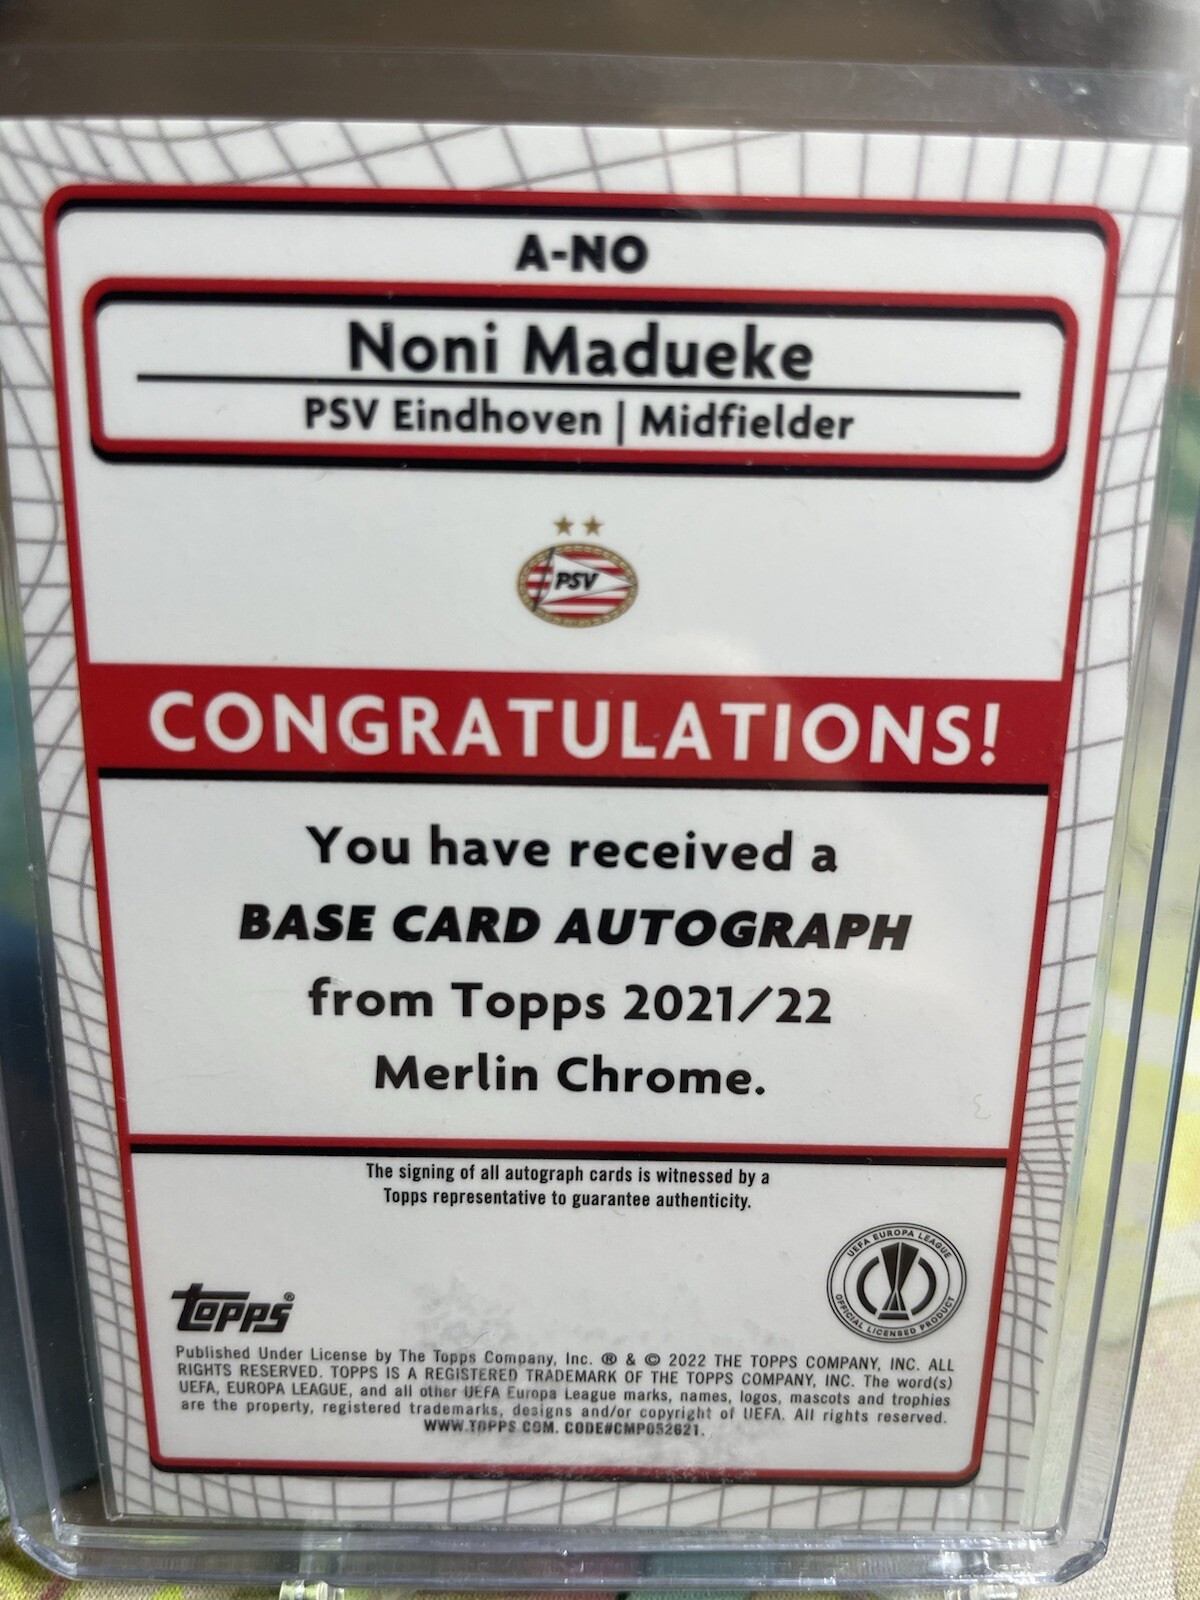 A-NO
Noni Madueke
PSV Eindhoven | Midfielder
PSV
CONGRATULATIONS!
You have received a
BASE CARD AUTOGRAPH
from Topps 2021/22
Merlin Chrome.
The signing of all autograph cards is witnessed by a
Topps representative to guarantee authenticity.
UEFA EUROPA LEAGUE
OFFICIAL LICENSED PRODUCT
topps®
Published Under License by The Topps Company, Inc. ® & © 2022 THE TOPPS COMPANY, INC. ALL
RIGHTS RESERVED. TOPPS IS A REGISTERED TRADEMARK OF THE TOPPS COMPANY, INC. The word(s)
UEFA, EUROPA LEAGUE, and all other UEFA Europa League marks, names, logos, mascots and trophies
are the property, registered trademarks, designs and/or copyright of UEFA. All rights reserved.
WWW.TOPPS COM. CODE#CMP052621.